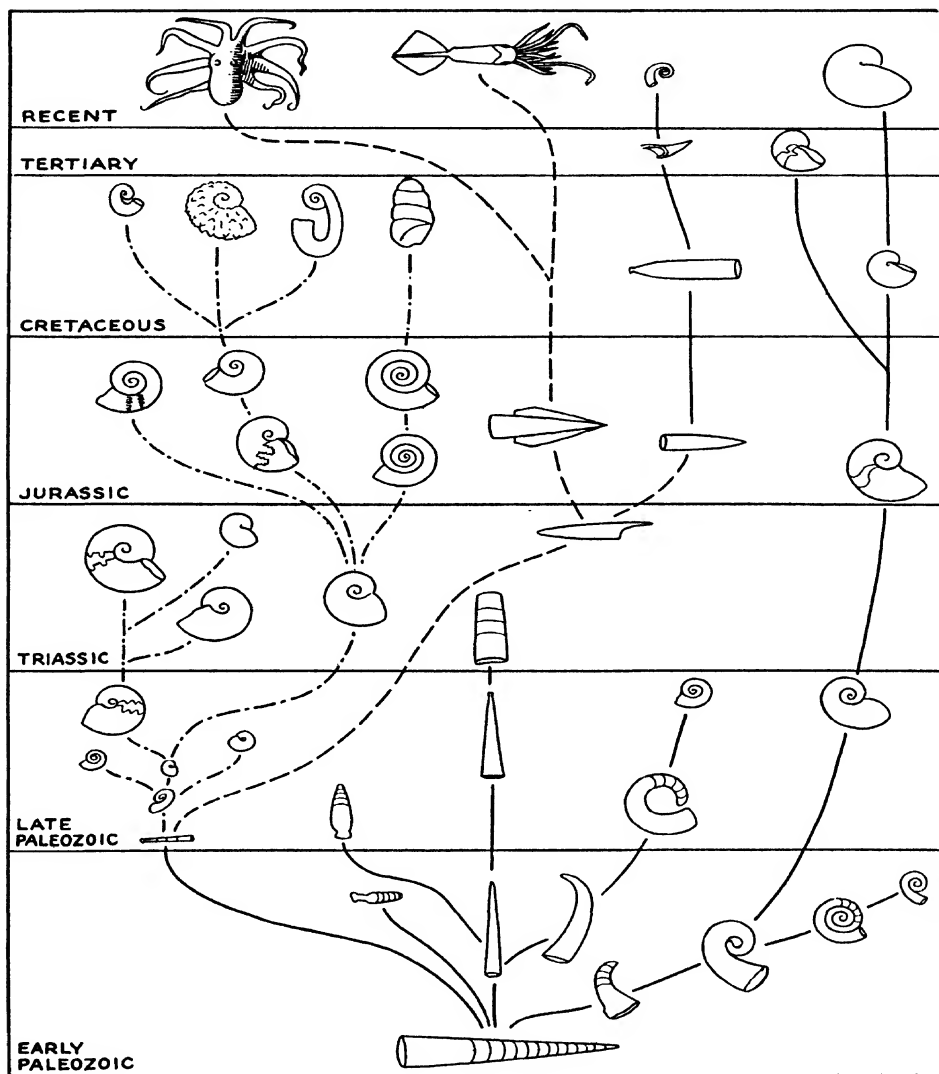 RECENT
TERTIARY
CRETACEOUS
JURASSIC
TRIASSIC
LATE
PALEOZOIC
EARLY
PALEOZOIC